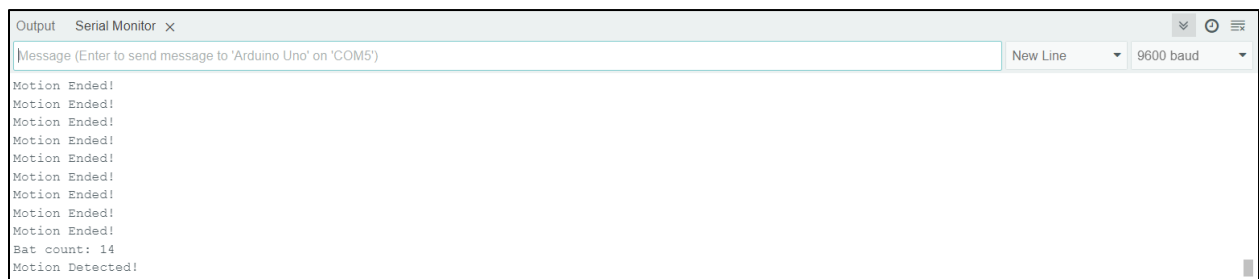 Output Serial Monitor ×
Message (Enter to send message to 'Arduino Uno' on 'COM5') New Line 9600 baud
Motion Ended!
Motion Ended!
Motion Ended!
Motion Ended!
Motion Ended!
Motion Ended!
Motion Ended!
Motion Ended!
Motion Ended!
Bat count: 14
Motion Detected!